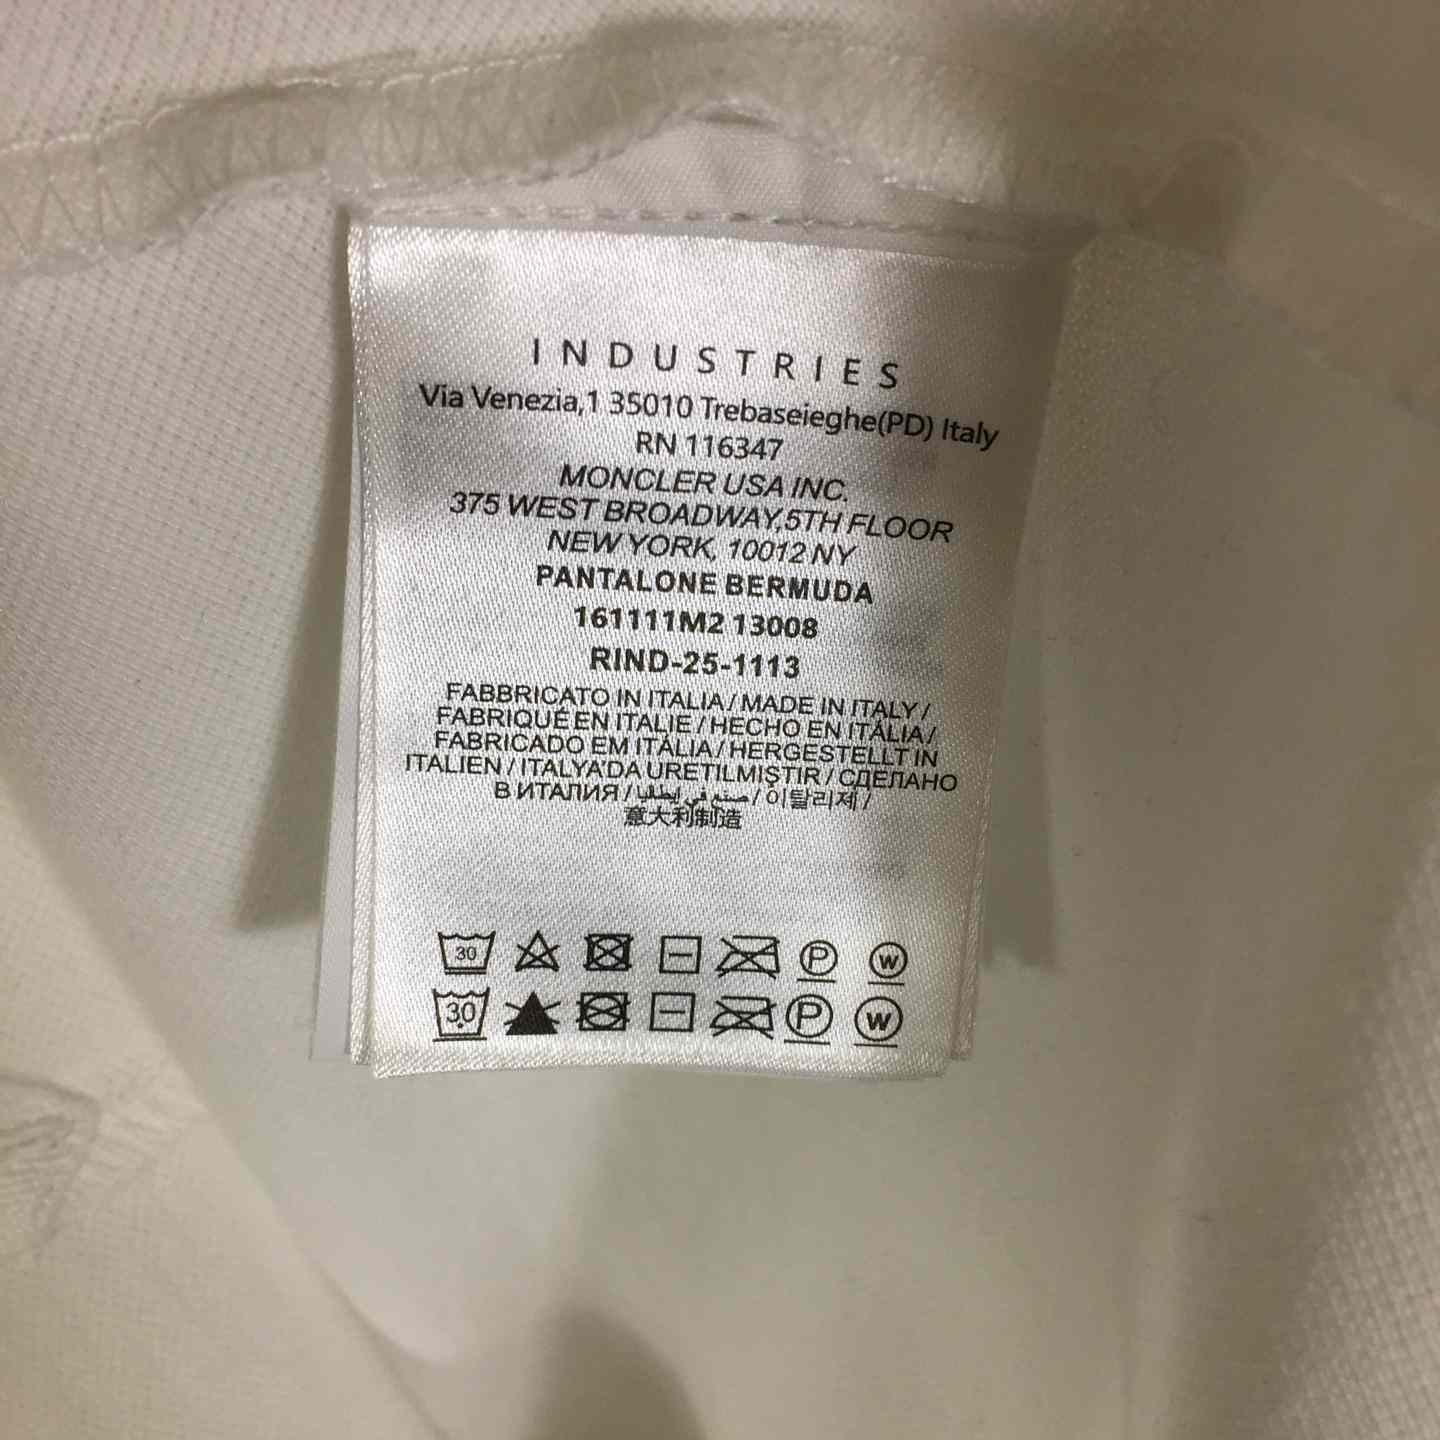 INDUSTRIES
Via Venezia,1 35010 Trebaseieghe(PD) Italy
RN 116347
MONCLER USA INC.
375 WEST BROADWAY,5TH FLOOR
NEW YORK, 10012 NY
PANTALONE BERMUDA
161111M2 13008
RIND-25-1113
FABBRICATO IN ITALIA / MADE IN ITALY /
FABRIQUÉ EN ITALIE / HECHO EN ITALIA /
FABRICADO EM ITÁLIA / HERGESTELLT IN
ITALIEN / ITALYA'DA URETILMIŞTIR / СДЕЛАНО
В ИТАЛИЯ / صنع في / 이탈리제 /
意大利制造
30 P W
30 P W